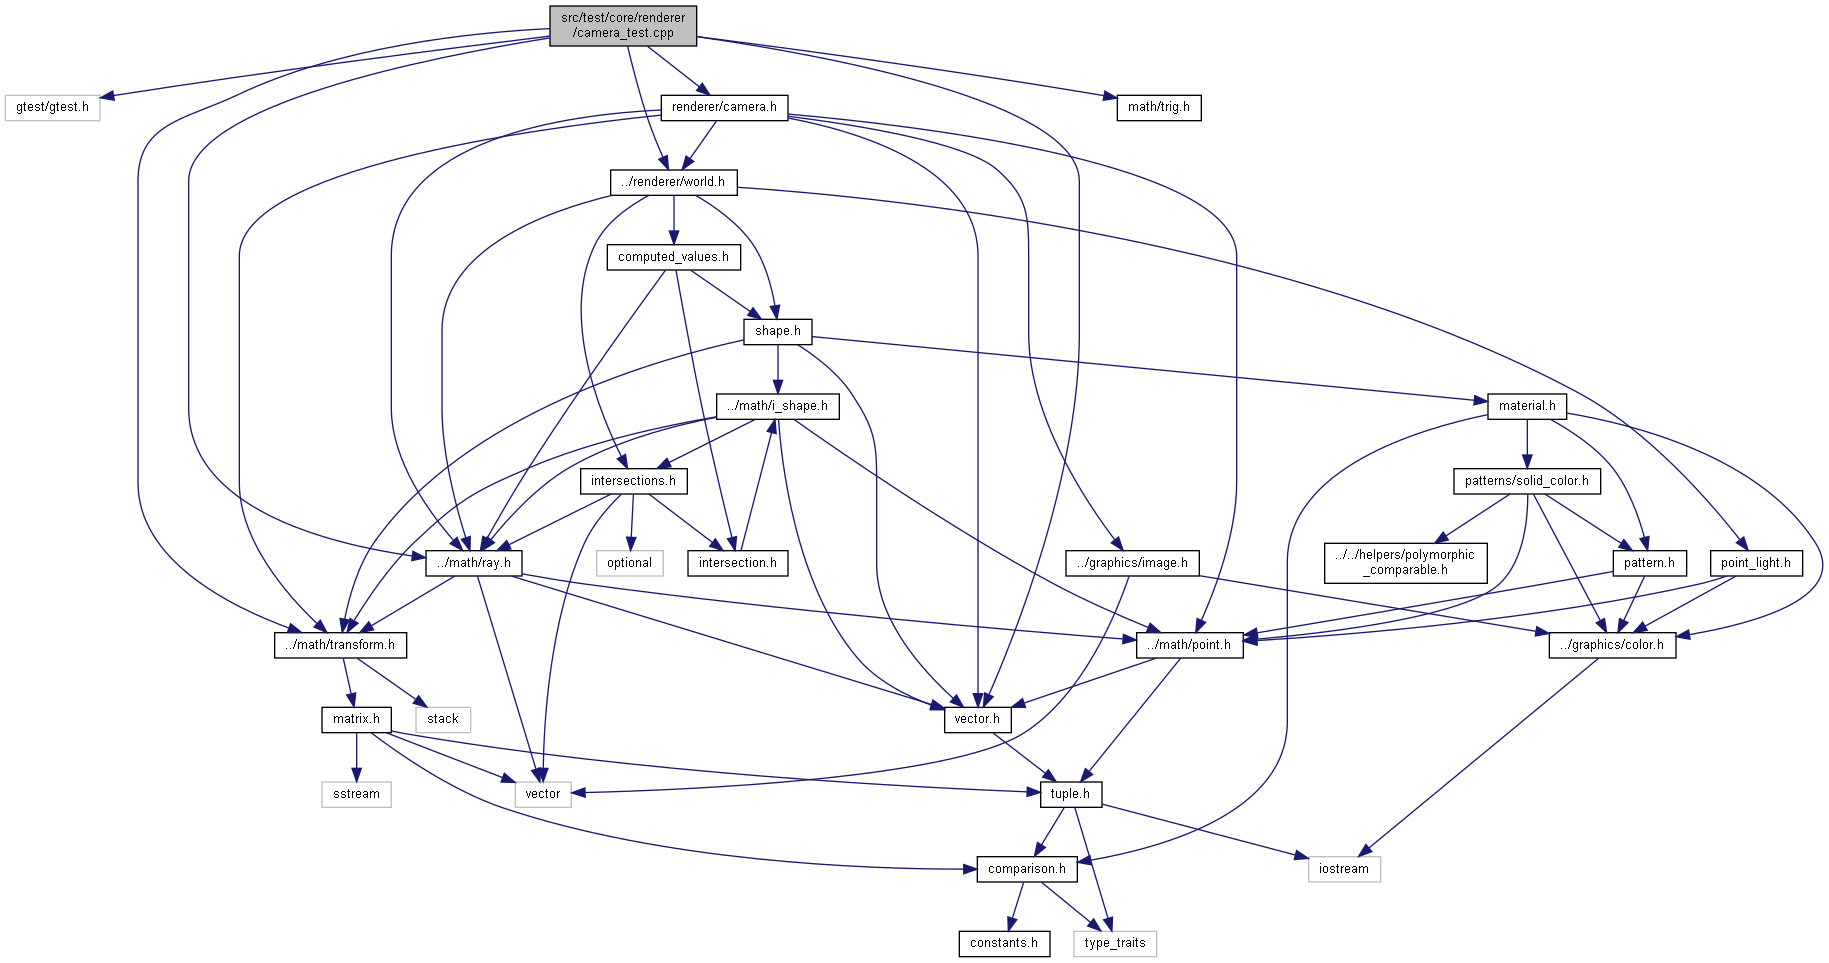 src/test/core/renderer
/camera_test.cpp
gtest/gtest.h
renderer/camera.h
math/trig.h
../renderer/world.h
computed_values.h
shape.h
../math/i_shape.h
material.h
intersections.h
patterns/solid_color.h
../math/ray.h
optional
intersection.h
../graphics/image.h
../../helpers/polymorphic
_comparable.h
pattern.h
point_light.h
../math/transform.h
../math/point.h
../graphics/color.h
matrix.h
stack
vector.h
sstream
vector
tuple.h
comparison.h
iostream
constants.h
type_traits